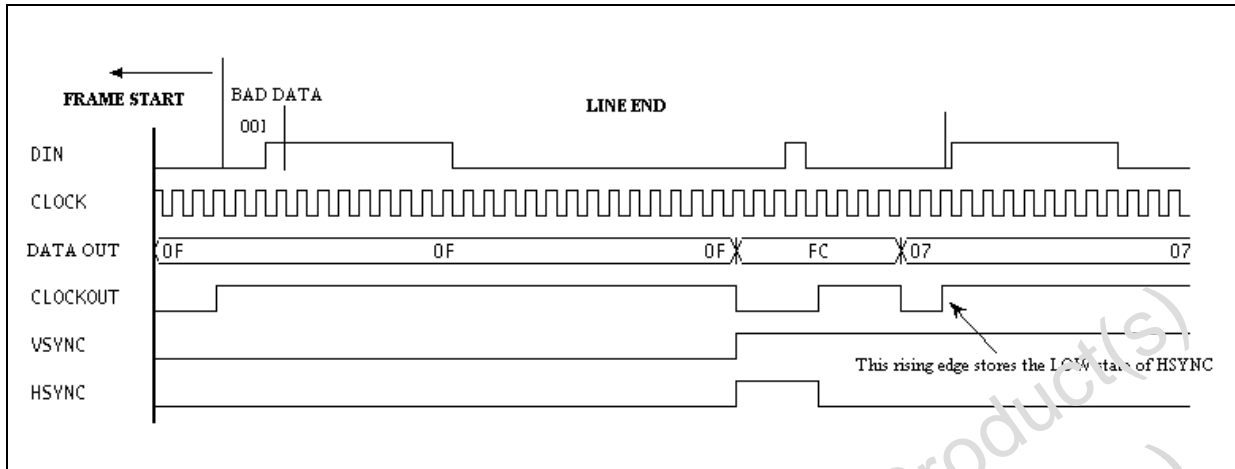 FRAME START
BAD DATA
001
LINE END
DIN
CLOCK
DATA OUT 0F 0F 0F FC 07 07
CLOCKOUT
VSYNC
This rising edge stores the LOW state of HSYNC
HSYNC
Product(s)